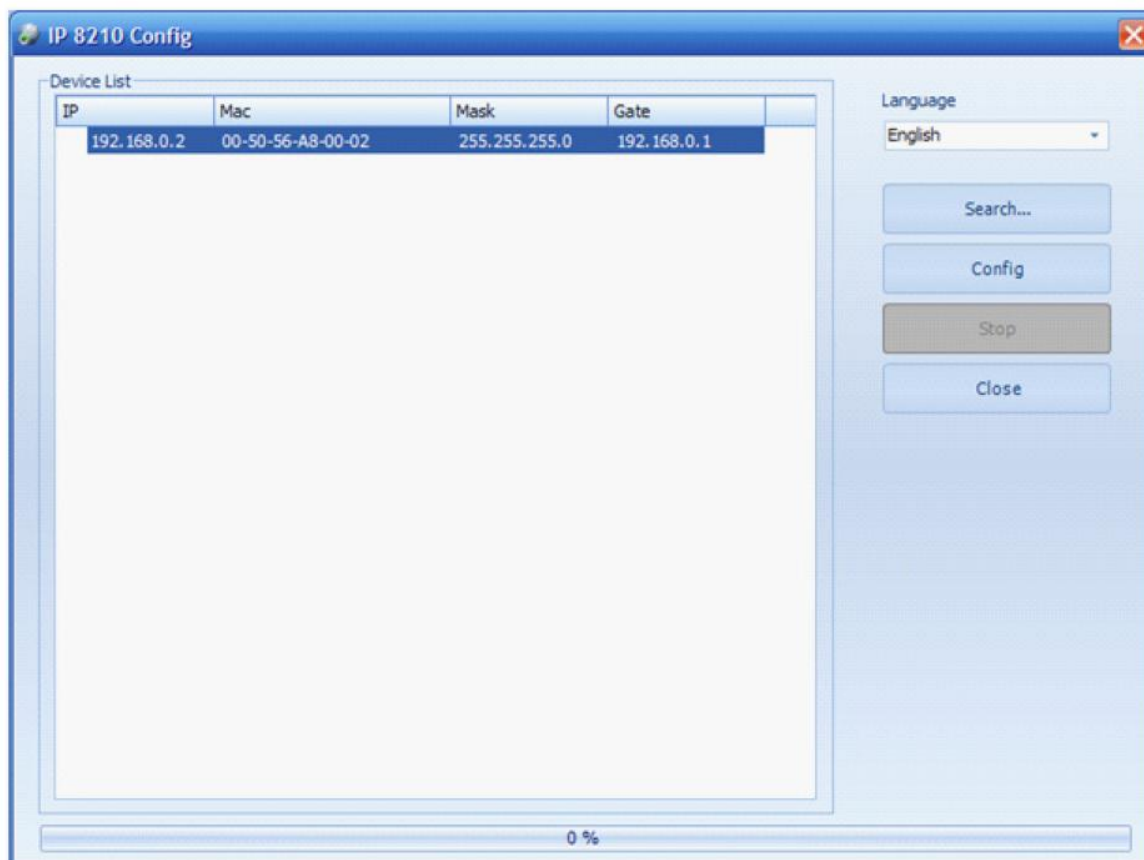 IP 8210 Config
Device List
IP Mac Mask Gate
192.168.0.2 00-50-56-A8-00-02 255.255.255.0 192.168.0.1
Language
English
Search...
Config
Stop
Close
0 %